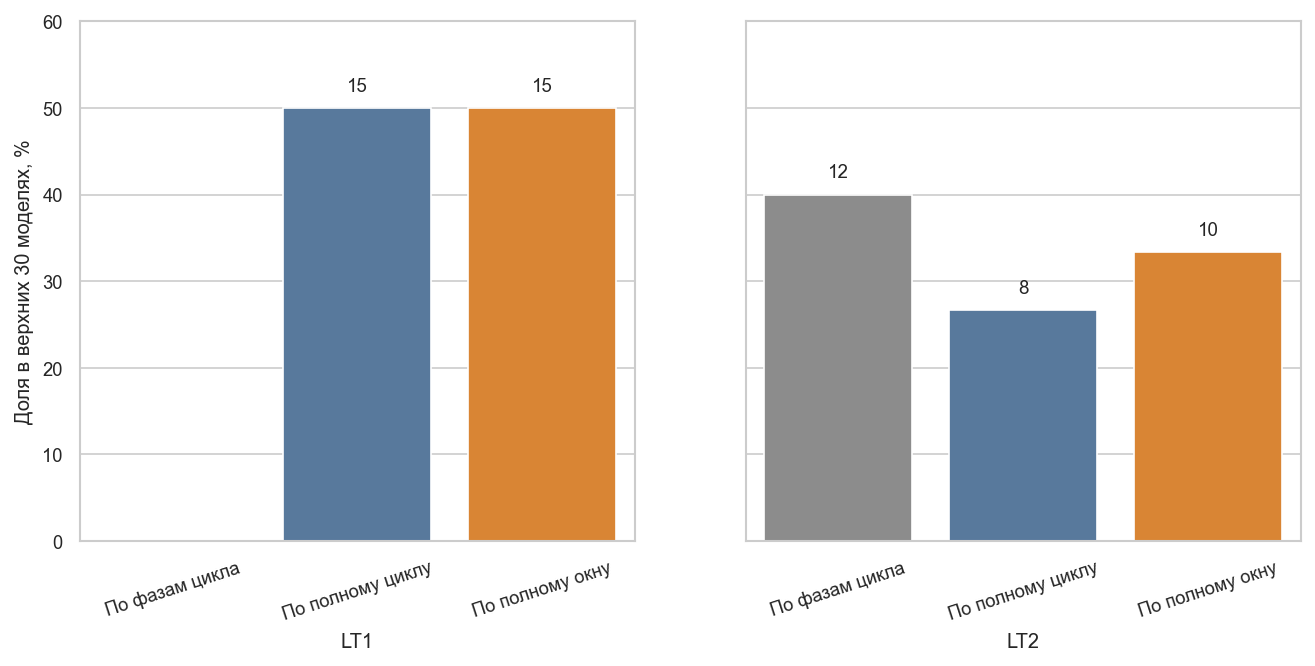 Доля в верхних 30 моделях, %
60
50
40
30
20
10
0
15
15
По фазам цикла
По полному циклу
По полному окну
LT1
12
8
10
По фазам цикла
По полному циклу
По полному окну
LT2